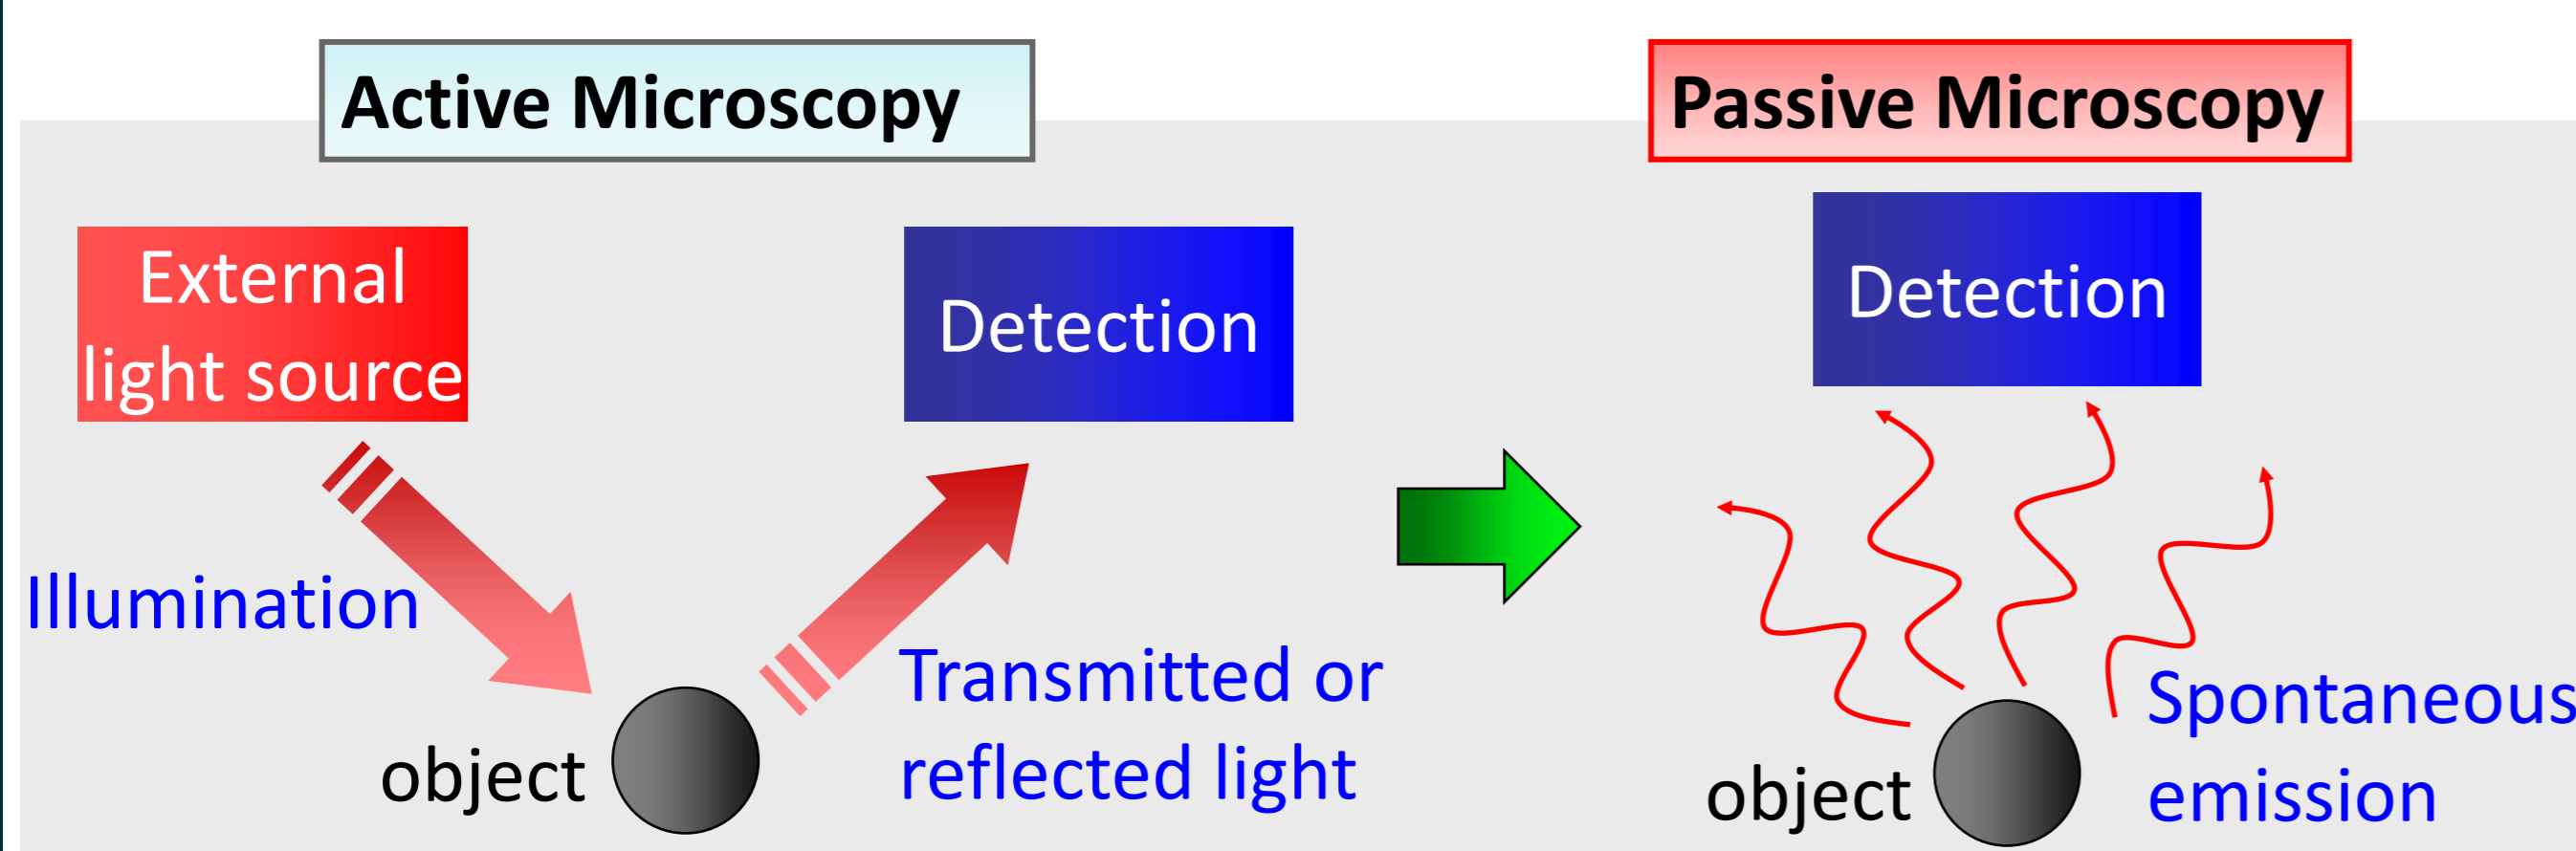 Active Microscopy
External
light source
Detection
Illumination
Transmitted or
reflected light
object
Passive Microscopy
Detection
Spontaneous
emission
object